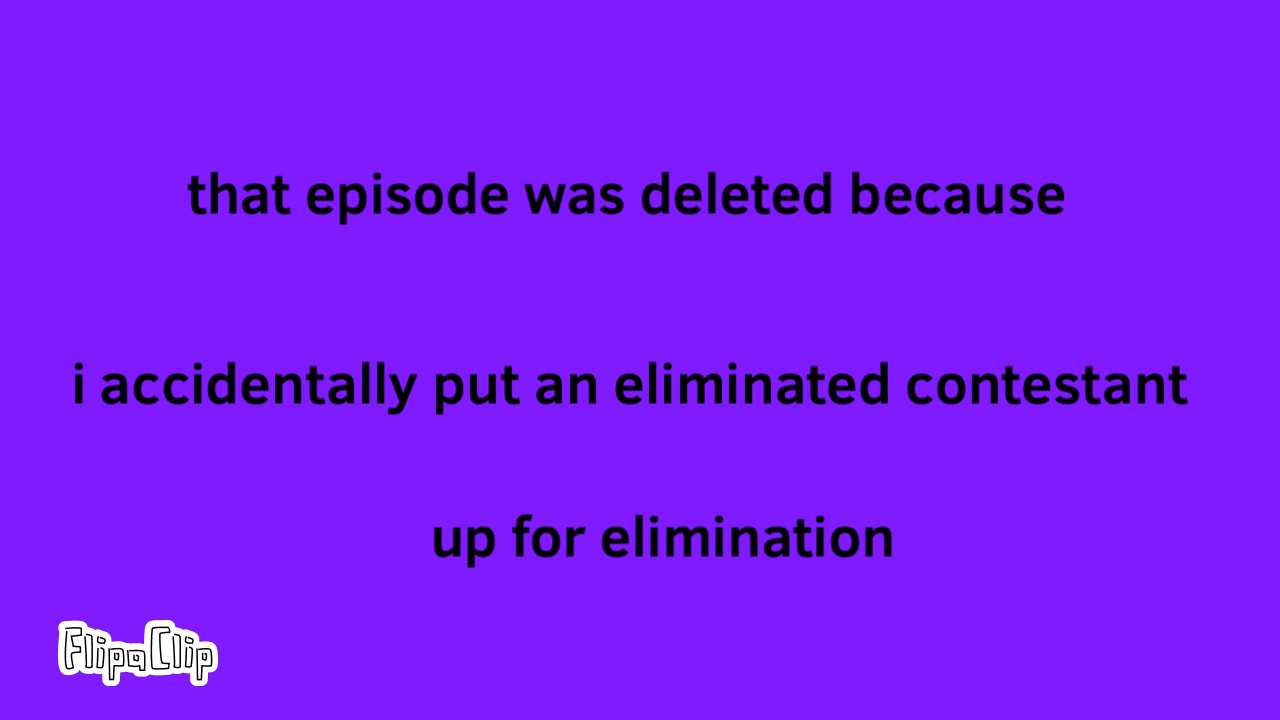 that episode was deleted because
i accidentally put an eliminated contestant
up for elimination
FlipaClip